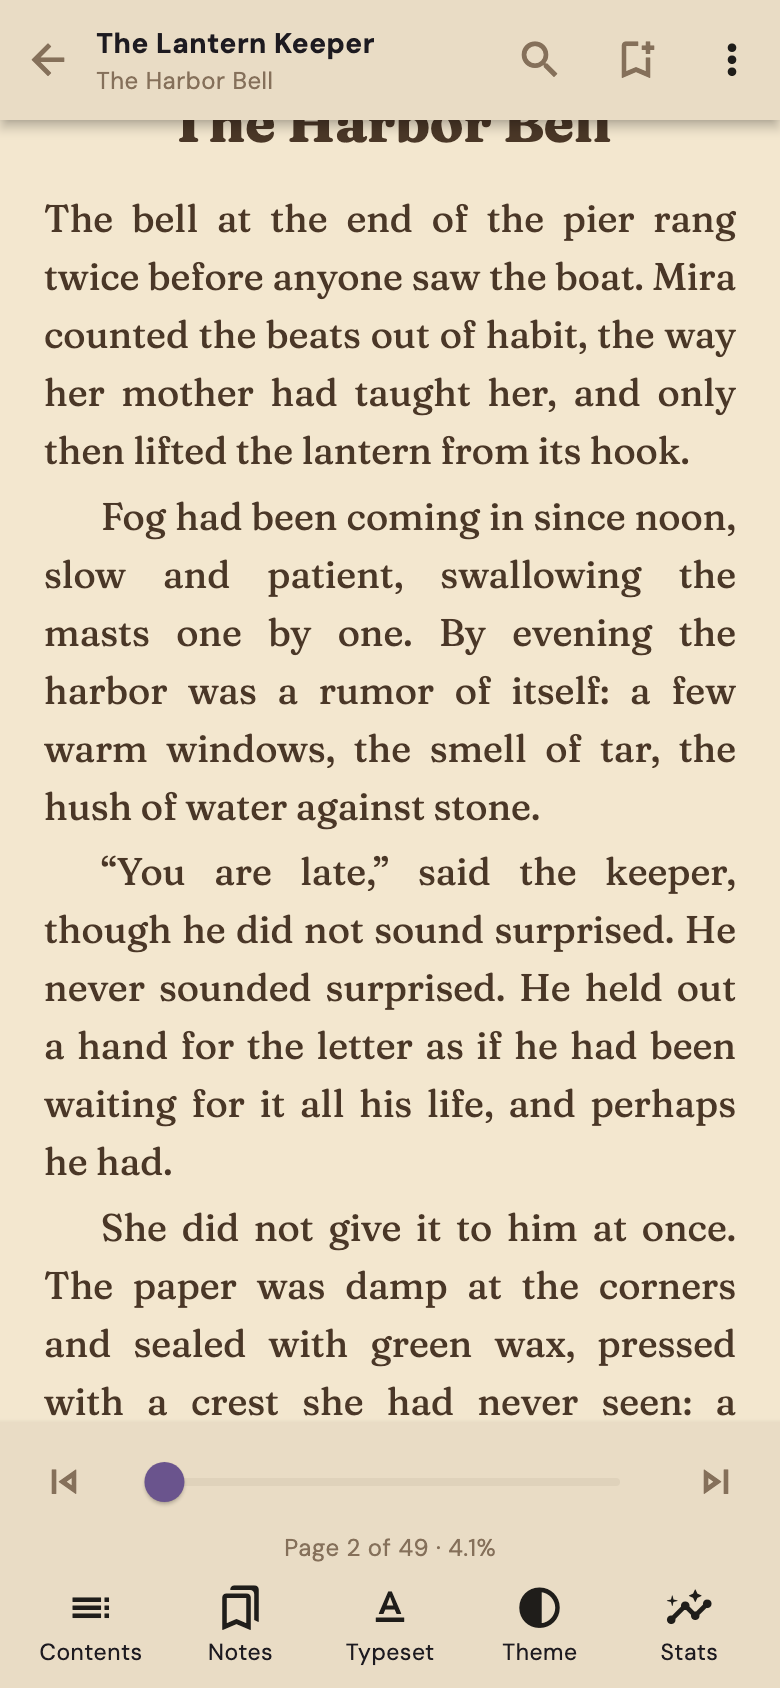 The Lantern Keeper
The Harbor Bell
The Harbor Bell
The bell at the end of the pier rang
twice before anyone saw the boat. Mira
counted the beats out of habit, the way
her mother had taught her, and only
then lifted the lantern from its hook.
Fog had been coming in since noon,
slow and patient, swallowing the
masts one by one. By evening the
harbor was a rumor of itself: a few
warm windows, the smell of tar, the
hush of water against stone.
“You are late,” said the keeper,
though he did not sound surprised. He
never sounded surprised. He held out
a hand for the letter as if he had been
waiting for it all his life, and perhaps
he had.
She did not give it to him at once.
The paper was damp at the corners
and sealed with green wax, pressed
with a crest she had never seen: a
Page 2 of 49 · 4.1%
Contents
Notes
Typeset
Theme
Stats